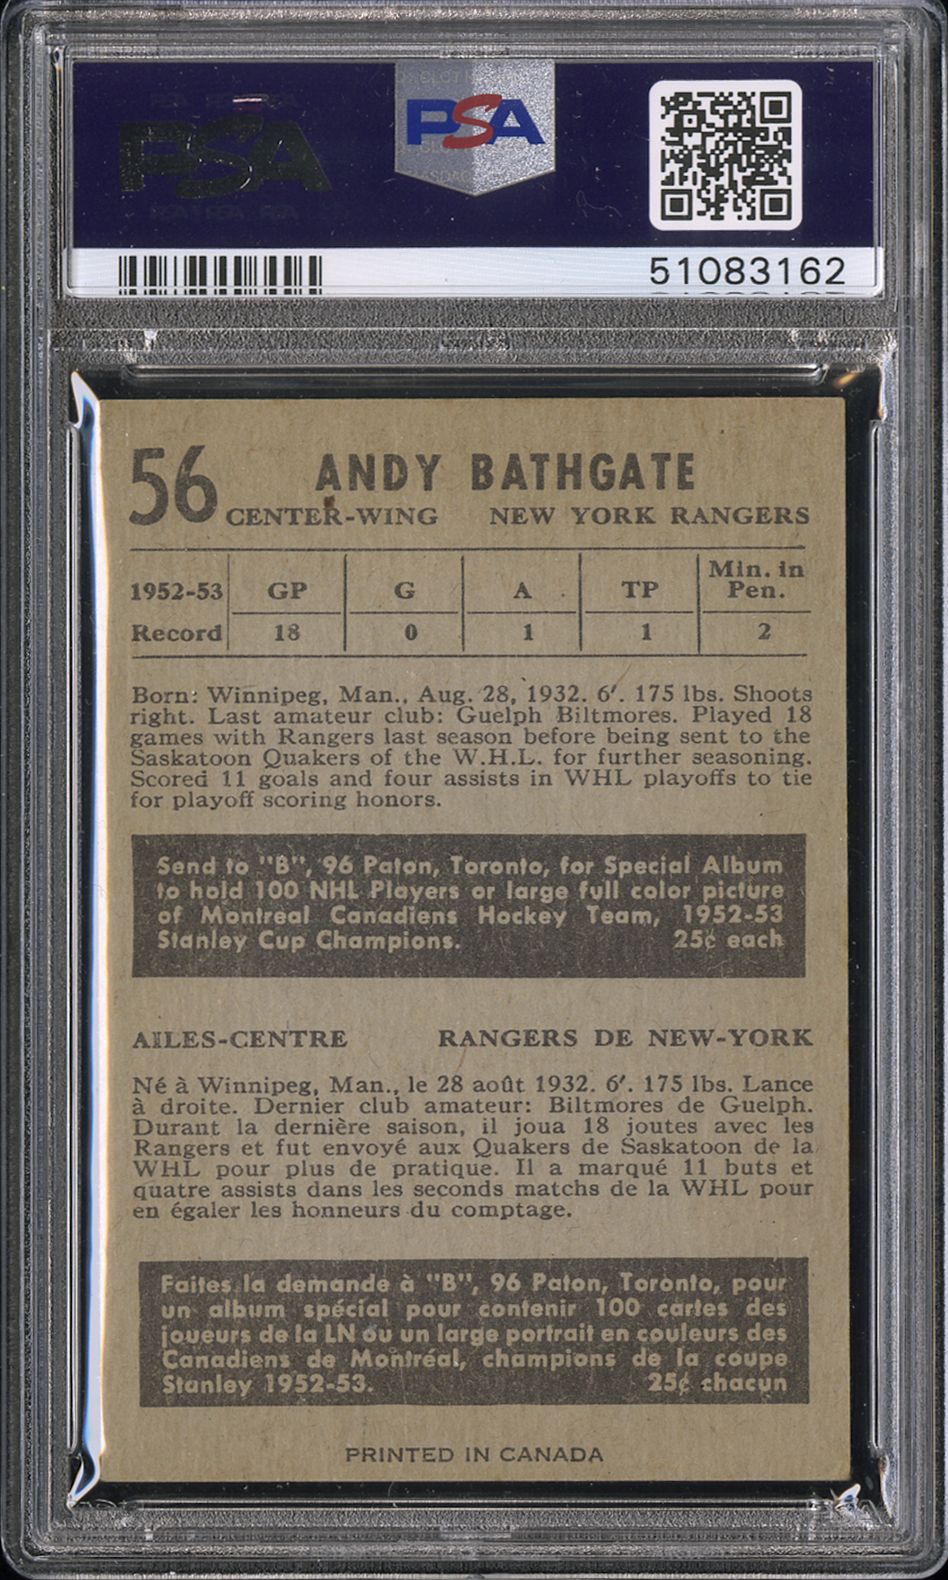 PSA
PSA
51083162
56 ANDY BATHGATE
CENTER-WING NEW YORK RANGERS
1952-53 GP G A TP Min. in Pen.
Record 18 0 1 1 2
Born: Winnipeg, Man., Aug. 28, 1932. 6'. 175 lbs. Shoots
right. Last amateur club: Guelph Biltmores. Played 18
games with Rangers last season before being sent to the
Saskatoon Quakers of the W.H.L. for further seasoning.
Scored 11 goals and four assists in WHL playoffs to tie
for playoff scoring honors.
Send to "B", 96 Paton, Toronto, for Special Album
to hold 100 NHL Players or large full color picture
of Montreal Canadiens Hockey Team, 1952-53
Stanley Cup Champions. 25¢ each
AILES-CENTRE RANGERS DE NEW-YORK
Né à Winnipeg, Man., le 28 août 1932. 6'. 175 lbs. Lance
à droite. Dernier club amateur: Biltmores de Guelph.
Durant la dernière saison, il joua 18 joutes avec les
Rangers et fut envoyé aux Quakers de Saskatoon de la
WHL pour plus de pratique. Il a marqué 11 buts et
quatre assists dans les seconds matchs de la WHL pour
en égaler les honneurs du comptage.
Faites la demande à "B", 96 Paton, Toronto, pour
un album spécial pour contenir 100 cartes des
joueurs de la LN ou un large portrait en couleurs des
Canadiens de Montréal, champions de la coupe
Stanley 1952-53. 25¢ chacun
PRINTED IN CANADA